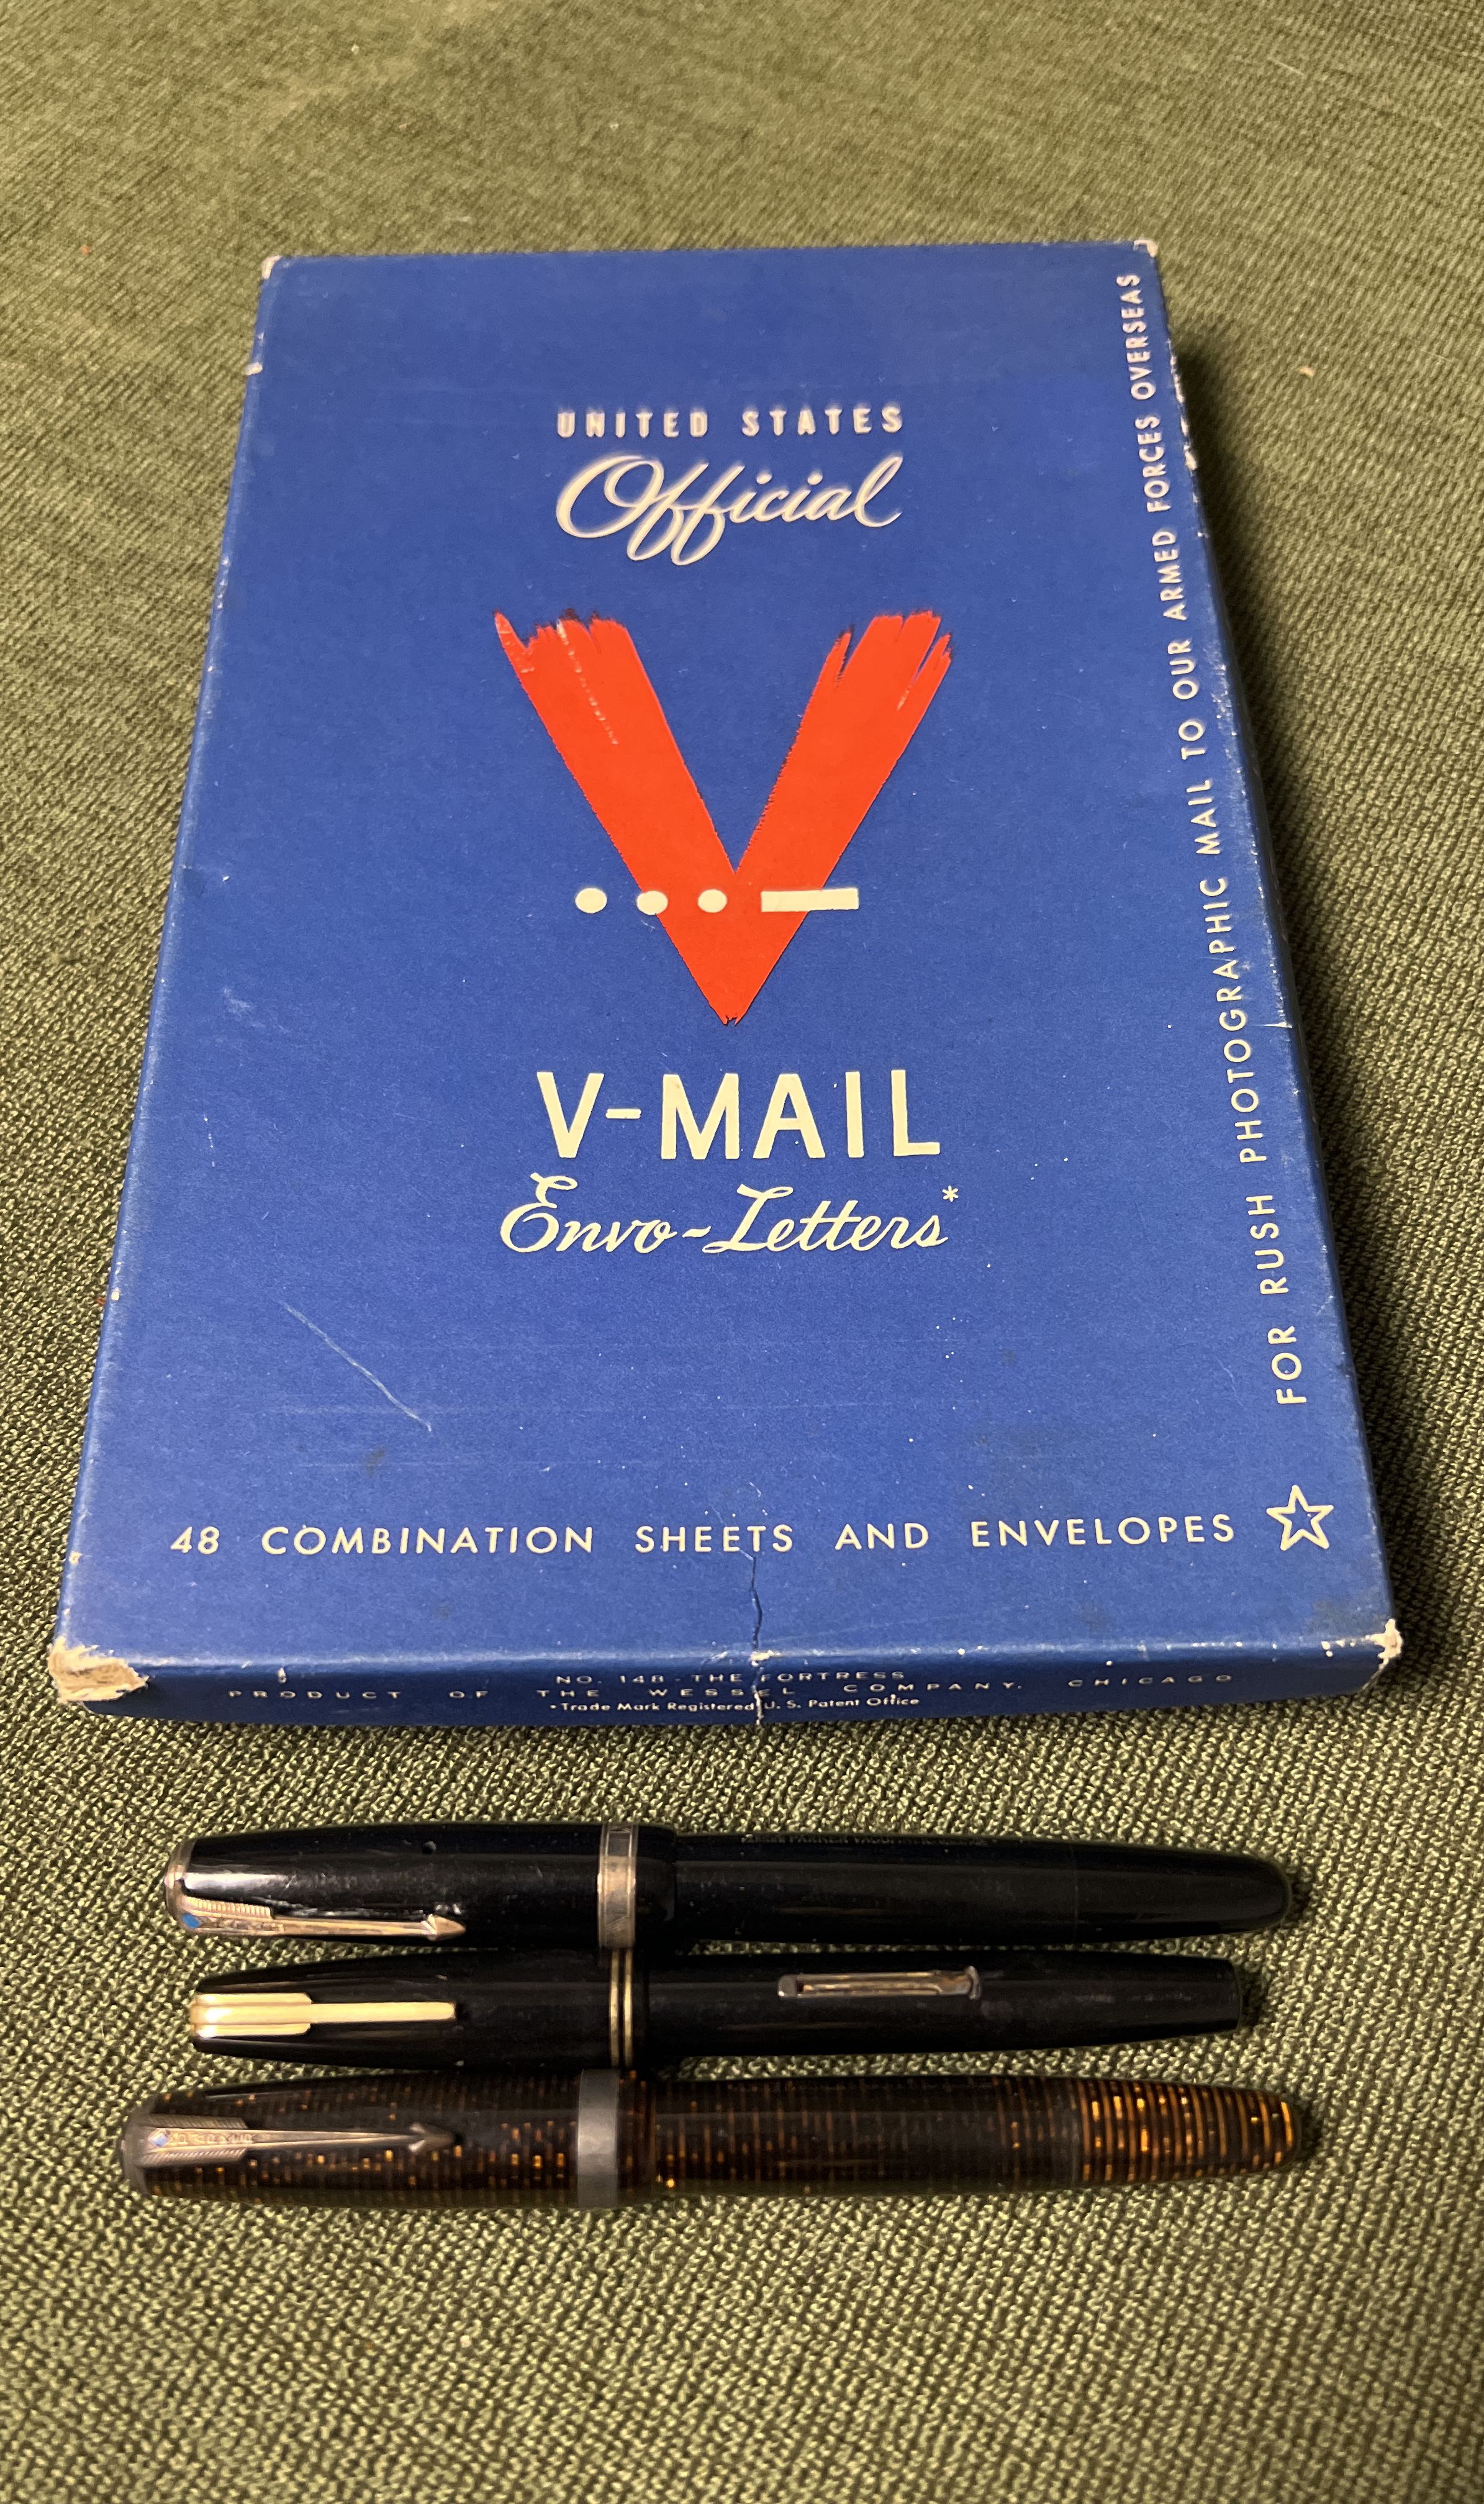 UNITED STATES
Official
V
V-MAIL
Envo-Letters*
48 COMBINATION SHEETS AND ENVELOPES
FOR RUSH PHOTOGRAPHIC MAIL TO OUR ARMED FORCES OVERSEAS
NO. 148-THE FORTRESS
PRODUCT OF THE WESSEL COMPANY, CHICAGO
*Trade Mark Registered U. S. Patent Office
PARKER